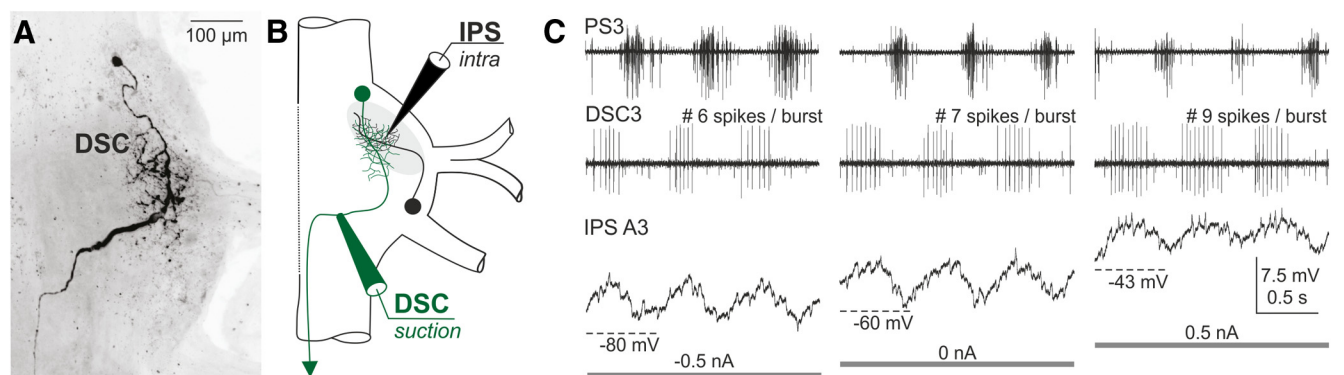 A
100 µm
DSC
B
IPS
intra
DSC
suction
C
PS3
DSC3
# 6 spikes / burst
# 7 spikes / burst
# 9 spikes / burst
IPS A3
-80 mV
-60 mV
-43 mV
7.5 mV
0.5 s
-0.5 nA
0 nA
0.5 nA